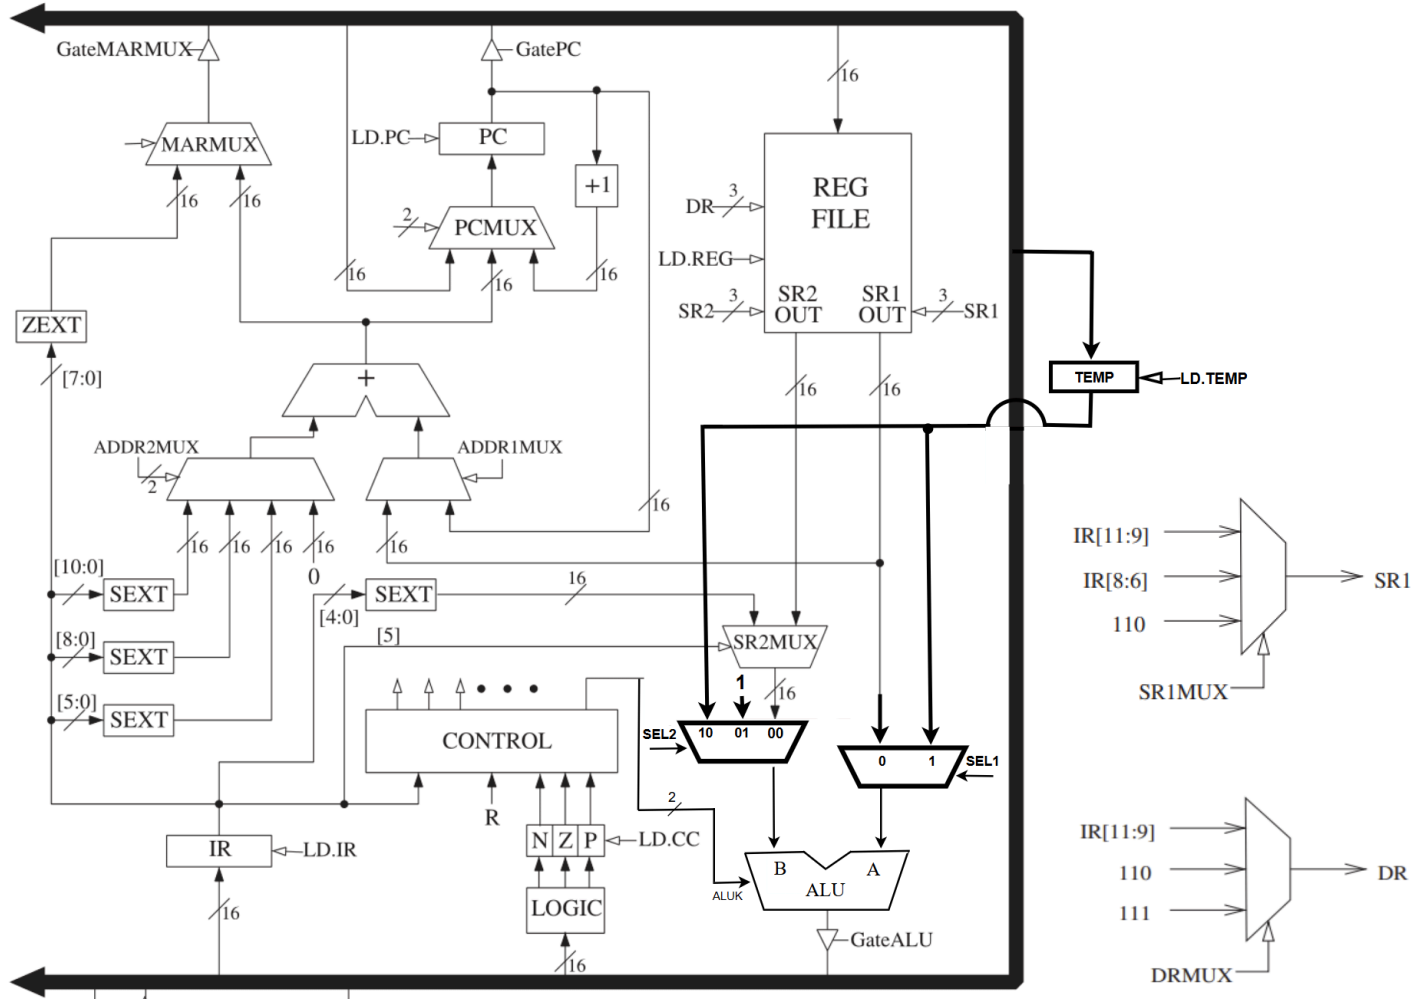 GateMARMUX
GatePC
16
MARMUX
LD.PC
PC
+1
REG
FILE
3
DR
16
16
2
PCMUX
LD.REG
16
16
16
3
SR2
SR2
OUT
SR1
OUT
3
SR1
ZEXT
[7:0]
+
16
16
TEMP
LD.TEMP
ADDR2MUX
2
ADDR1MUX
16
16
16
16
16
16
0
IR[11:9]
IR[8:6]
110
SR1
SR1MUX
[10:0]
SEXT
[4:0]
SEXT
16
[5]
[8:0]
SEXT
SR2MUX
1
16
[5:0]
SEXT
CONTROL
SEL2
10
01
00
0
1
SEL1
2
R
N
Z
P
LD.CC
IR
LD.IR
B
A
ALU
ALUK
IR[11:9]
110
111
DR
DRMUX
16
LOGIC
GateALU
16